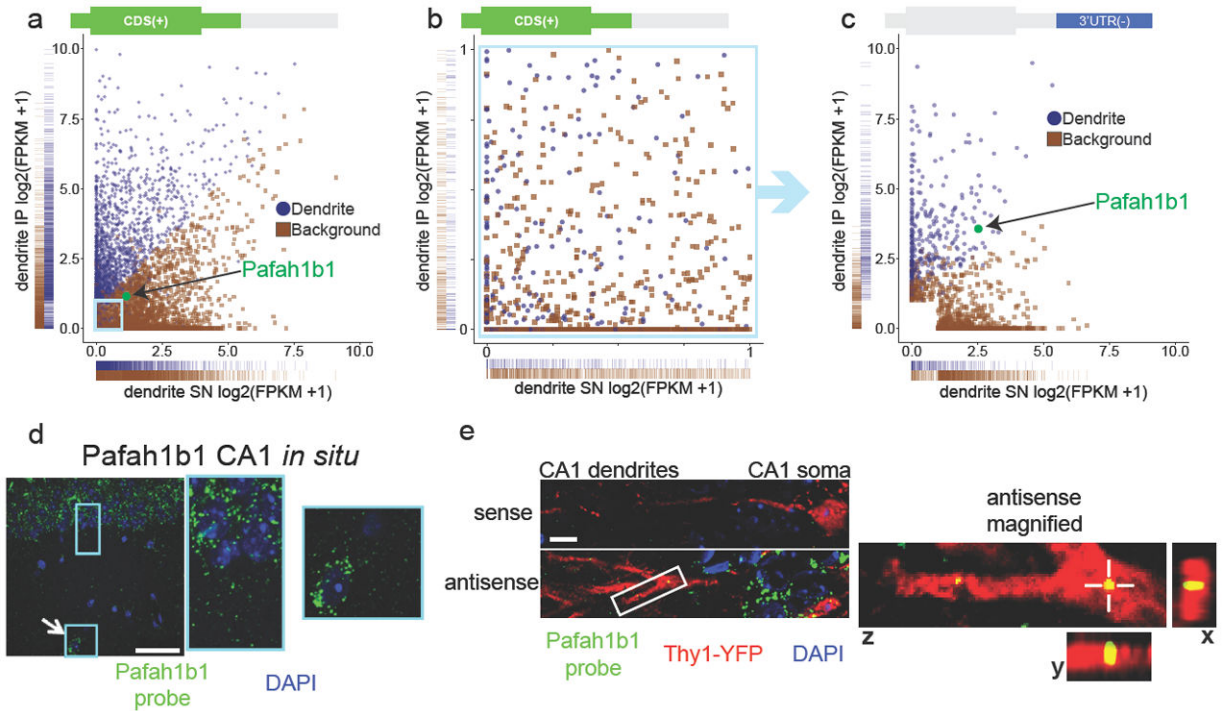 a
CDS(+)
10.0
7.5
5.0
2.5
0.0
dendrite IP log2(FPKM +1)
Dendrite
Background
Pafah1b1
0.0 2.5 5.0 7.5 10.0
dendrite SN log2(FPKM +1)
b
CDS(+)
1
0
dendrite IP log2(FPKM +1)
0 1
dendrite SN log2(FPKM +1)
c
3'UTR(-)
10.0
7.5
5.0
2.5
0.0
dendrite IP log2(FPKM +1)
Dendrite
Background
Pafah1b1
0.0 2.5 5.0 7.5 10.0
dendrite SN log2(FPKM +1)
d
Pafah1b1 CA1 in situ
Pafah1b1
probe
DAPI
e
CA1 dendrites CA1 soma
sense
antisense
Pafah1b1
probe
Thy1-YFP
DAPI
antisense
magnified
z
x
y